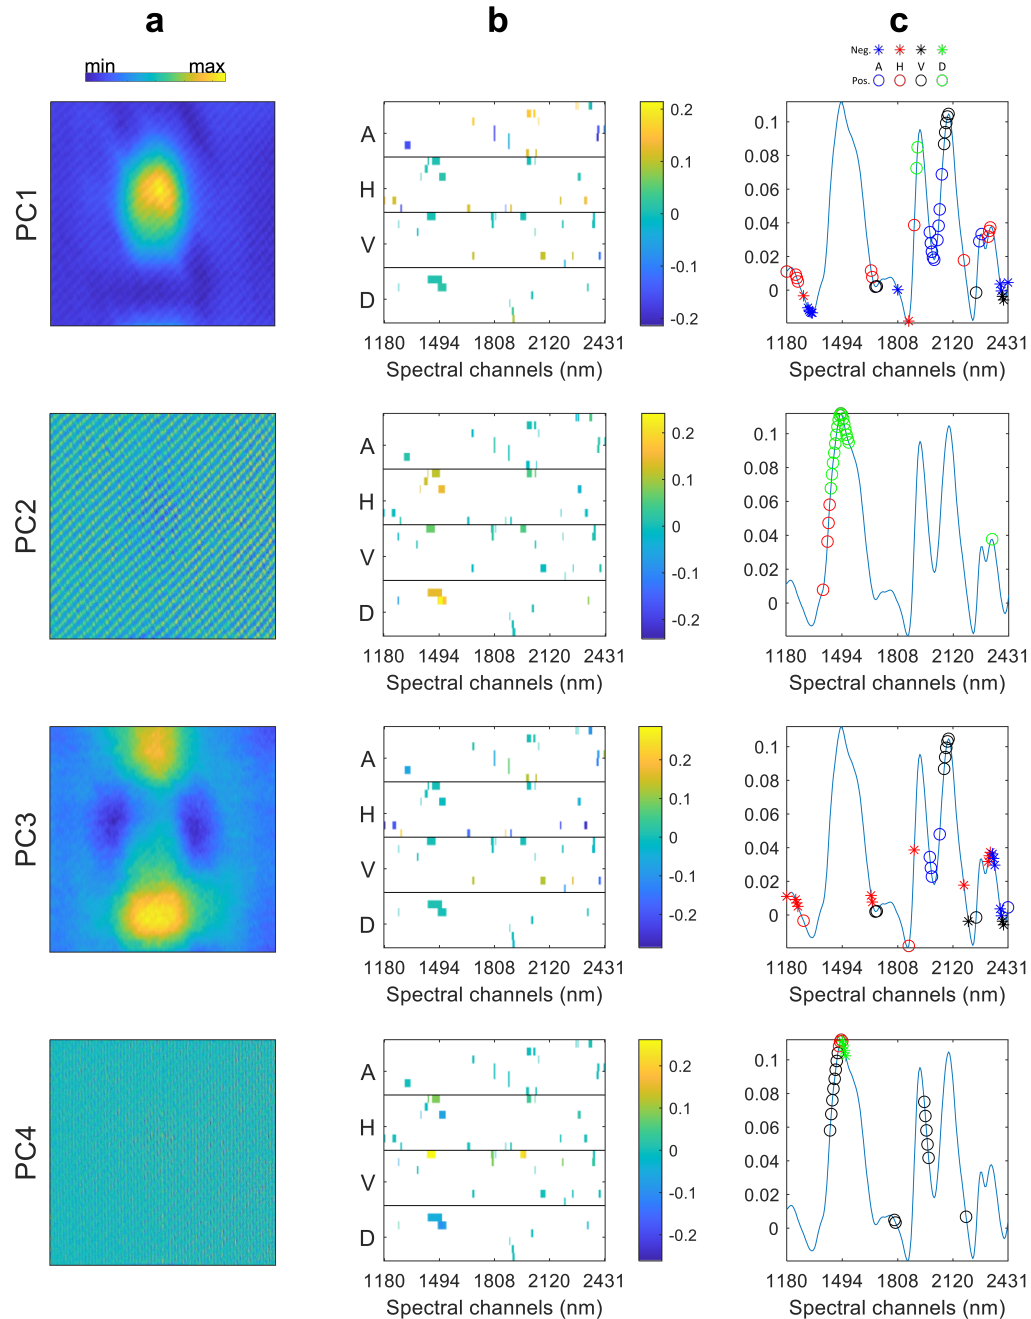 a b c
min max
Neg.
A H V D
Pos.
PC1
A
H
V
D
0.2
0.1
0
-0.1
-0.2
1180 1494 1808 2120 2431
Spectral channels (nm)
0.1
0.08
0.06
0.04
0.02
0
1180 1494 1808 2120 2431
Spectral channels (nm)
PC2
A
H
V
D
0.2
0.1
0
-0.1
-0.2
1180 1494 1808 2120 2431
Spectral channels (nm)
0.1
0.08
0.06
0.04
0.02
0
1180 1494 1808 2120 2431
Spectral channels (nm)
PC3
A
H
V
D
0.2
0.1
0
-0.1
-0.2
1180 1494 1808 2120 2431
Spectral channels (nm)
0.1
0.08
0.06
0.04
0.02
0
1180 1494 1808 2120 2431
Spectral channels (nm)
PC4
A
H
V
D
0.2
0.1
0
-0.1
-0.2
1180 1494 1808 2120 2431
Spectral channels (nm)
0.1
0.08
0.06
0.04
0.02
0
1180 1494 1808 2120 2431
Spectral channels (nm)